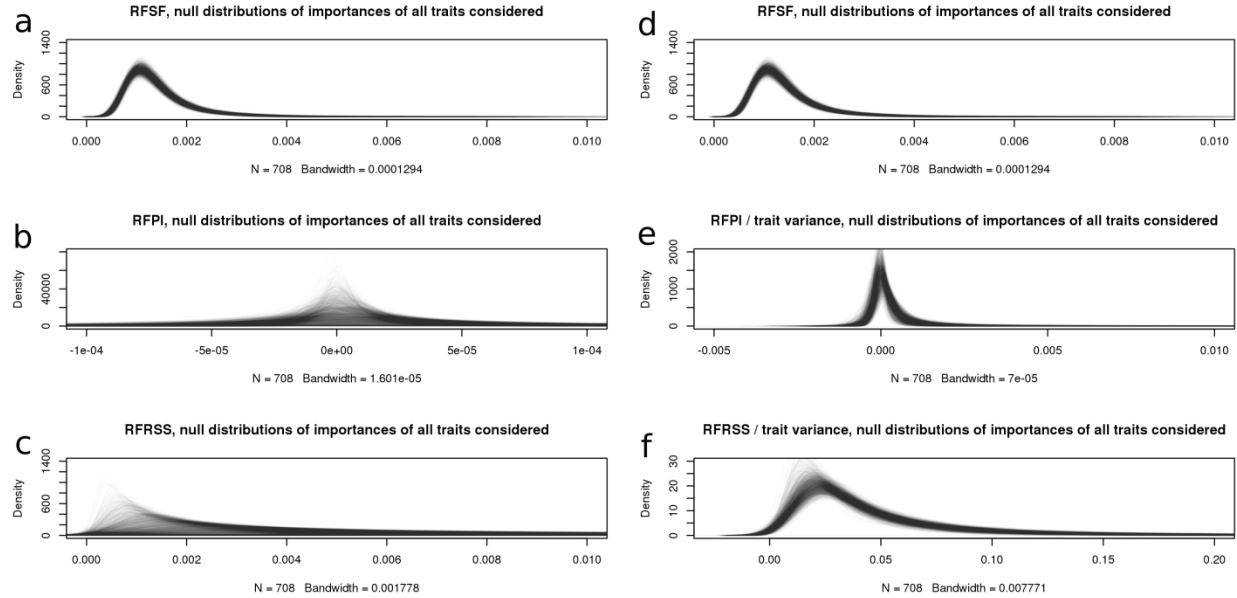 a
RFSF, null distributions of importances of all traits considered
Density
0 600 1400
0.000 0.002 0.004 0.006 0.008 0.010
N = 708 Bandwidth = 0.0001294
b
RFPI, null distributions of importances of all traits considered
Density
0 40000
-1e-04 -5e-05 0e+00 5e-05 1e-04
N = 708 Bandwidth = 1.601e-05
c
RFRSS, null distributions of importances of all traits considered
Density
0 600 1400
0.000 0.002 0.004 0.006 0.008 0.010
N = 708 Bandwidth = 0.001778
d
RFSF, null distributions of importances of all traits considered
Density
0 600 1400
0.000 0.002 0.004 0.006 0.008 0.010
N = 708 Bandwidth = 0.0001294
e
RFPI / trait variance, null distributions of importances of all traits considered
Density
0 1000 2000
-0.005 0.000 0.005 0.010
N = 708 Bandwidth = 7e-05
f
RFRSS / trait variance, null distributions of importances of all traits considered
Density
0 10 20 30
0.00 0.05 0.10 0.15 0.20
N = 708 Bandwidth = 0.007771